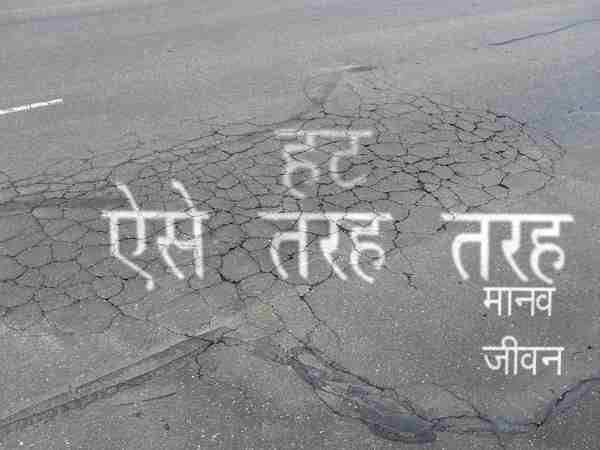 हट
ऐसे तरह तरह
मानव
जीवन